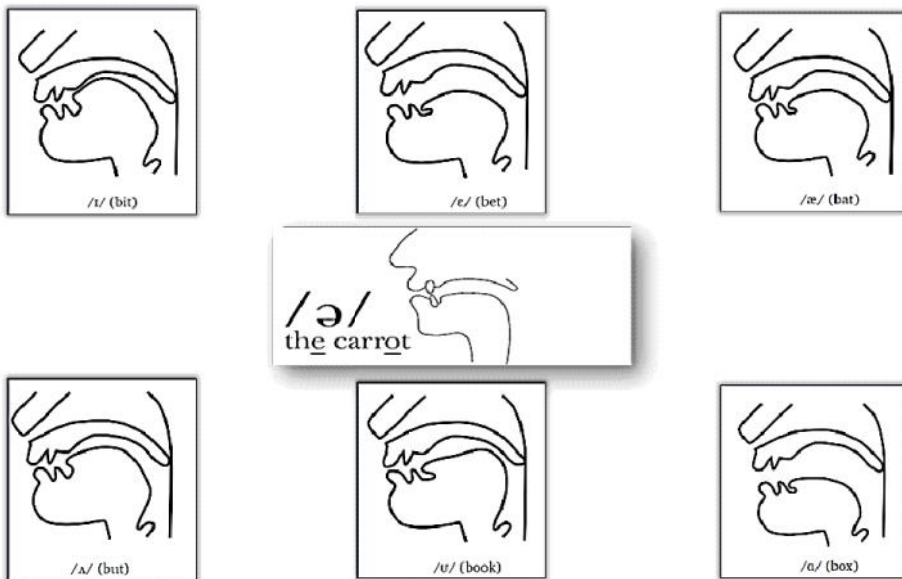 /ɪ/ (bit)
/ɛ/ (bet)
/æ/ (bat)
/ə/
the carrot
/ʌ/ (but)
/ʊ/ (book)
/ɑ/ (box)